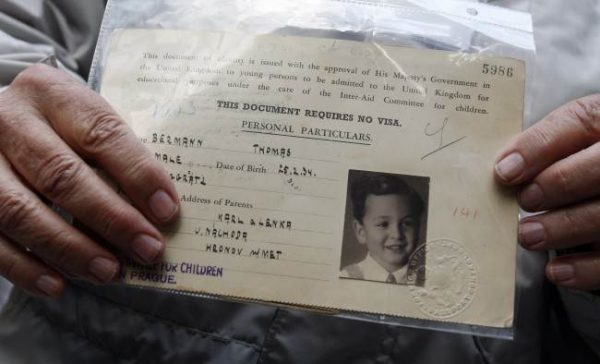 This document of identity is issued with the approval of His Majesty's Government in
the United Kingdom to young persons to be admitted to the United Kingdom for
educational purposes under the care of the Inter-Aid Committee for children.
5986
THIS DOCUMENT REQUIRES NO VISA.
PERSONAL PARTICULARS.
BERMANN THOMAS
MALE Date of Birth 28.2.34.
Address of Parents
KARL & LENKA
U. NÁCHODA
HRONOV n/MET
FOR CHILDREN
PRAGUE.
141